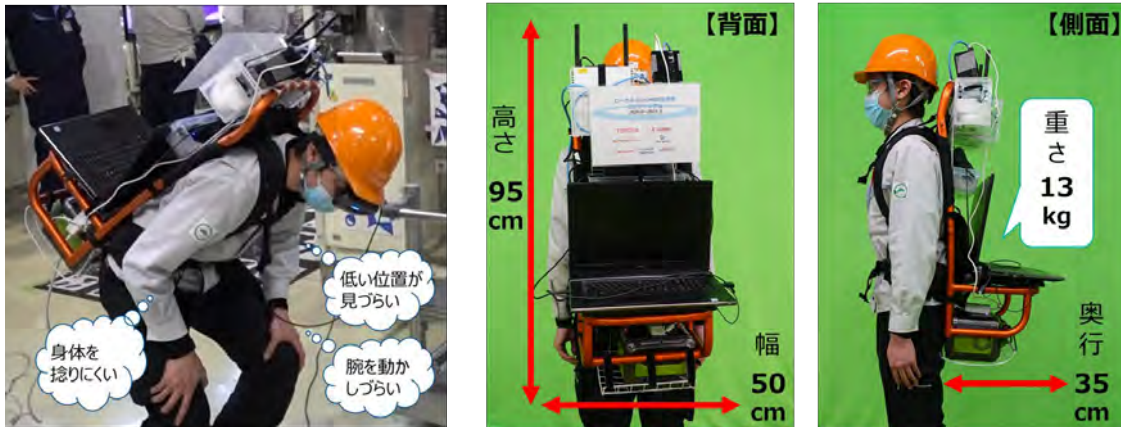 低い位置が
見づらい
身体を
捻りにくい
腕を動か
しづらい
【背面】
高さ
95
cm
幅
50
cm
【側面】
重さ
13
kg
奥行
35
cm